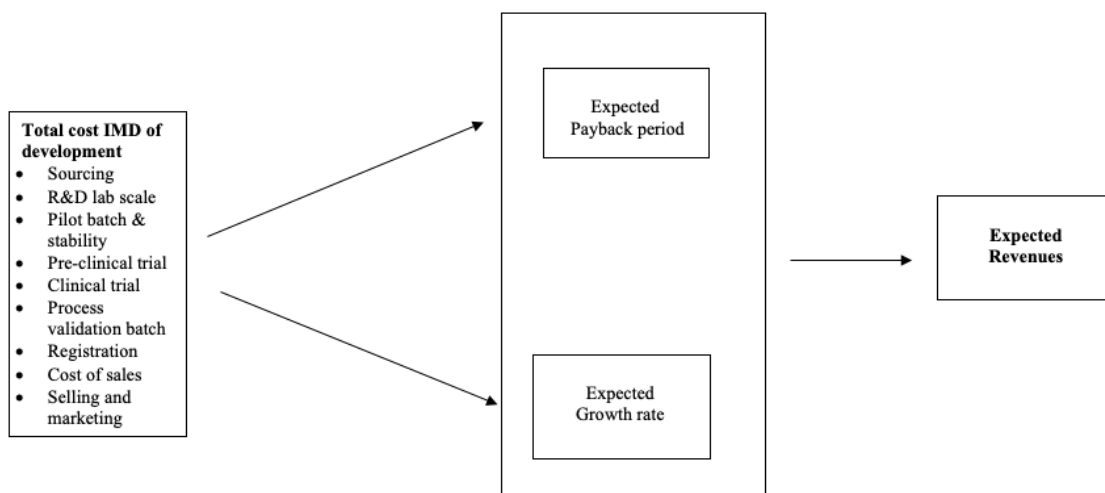 Total cost IMD of
development
• Sourcing
• R&D lab scale
• Pilot batch &
stability
• Pre-clinical trial
• Clinical trial
• Process
validation batch
• Registration
• Cost of sales
• Selling and
marketing
Expected
Payback period
Expected
Growth rate
Expected
Revenues